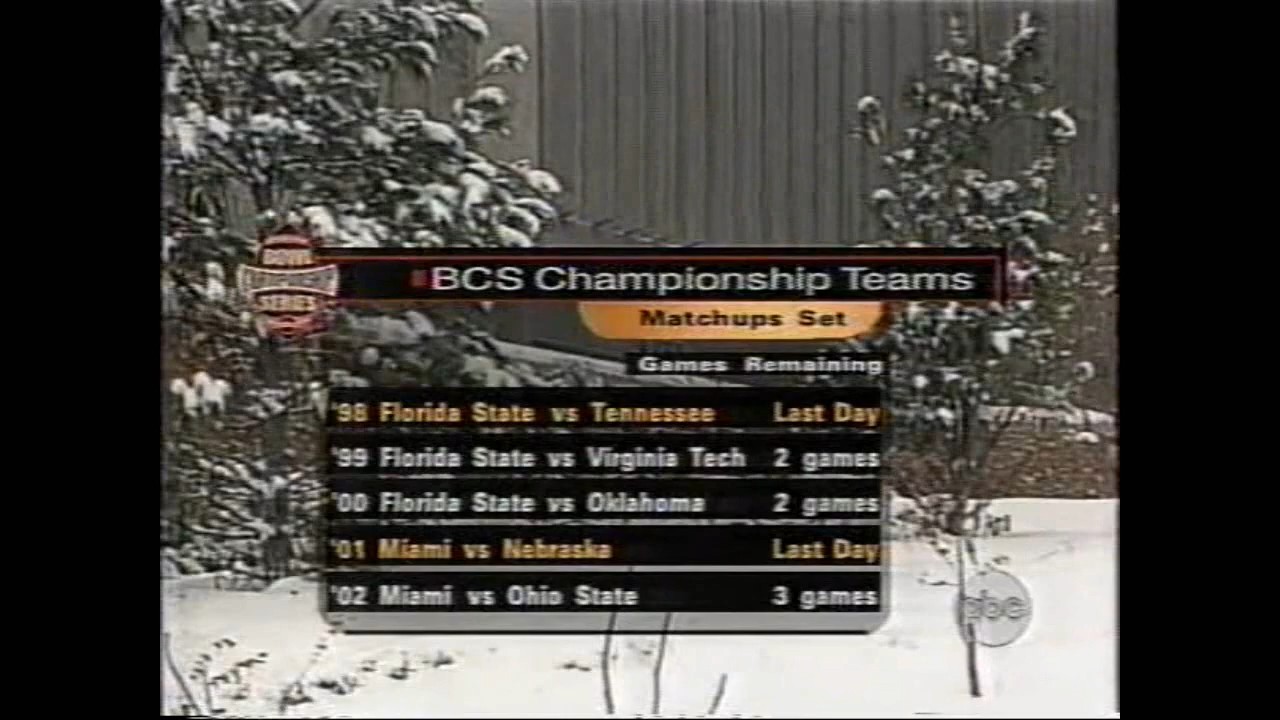 BOWL
SERIES
BCS Championship Teams
Matchups Set
Games Remaining
'98 Florida State vs Tennessee Last Day
'99 Florida State vs Virginia Tech 2 games
'00 Florida State vs Oklahoma 2 games
'01 Miami vs Nebraska Last Day
'02 Miami vs Ohio State 3 games
abc